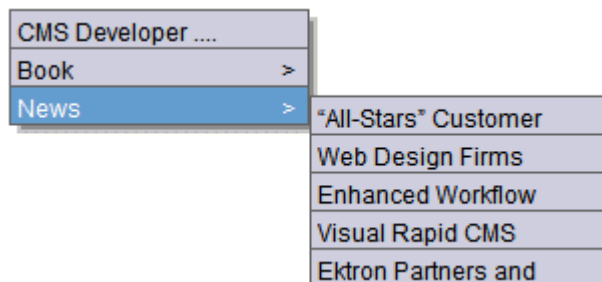 CMS Developer ....
Book >
News >
“All-Stars” Customer
Web Design Firms
Enhanced Workflow
Visual Rapid CMS
Ektron Partners and